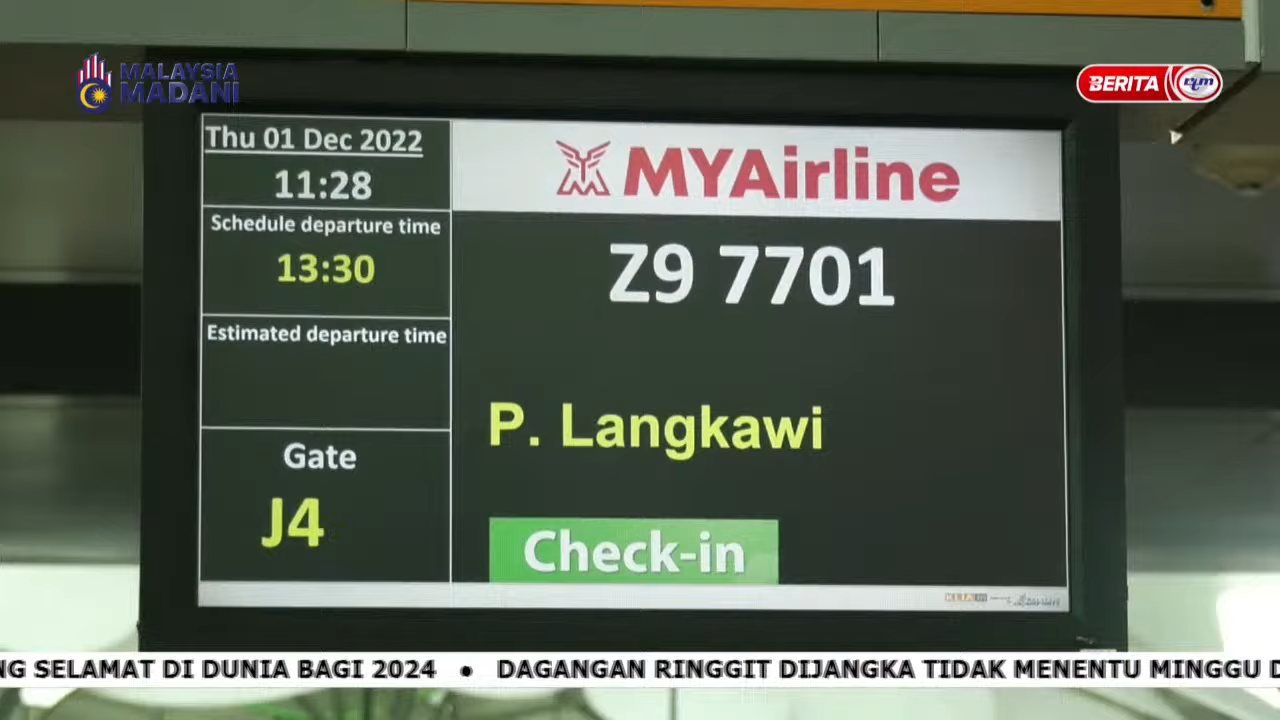 MALAYSIA
MADANI
BERITA rtm
Thu 01 Dec 2022
11:28
Schedule departure time
13:30
Estimated departure time
Gate
J4
MYAirline
Z9 7701
P. Langkawi
Check-in
NG SELAMAT DI DUNIA BAGI 2024 • DAGANGAN RINGGIT DIJANGKA TIDAK MENENTU MINGGU D